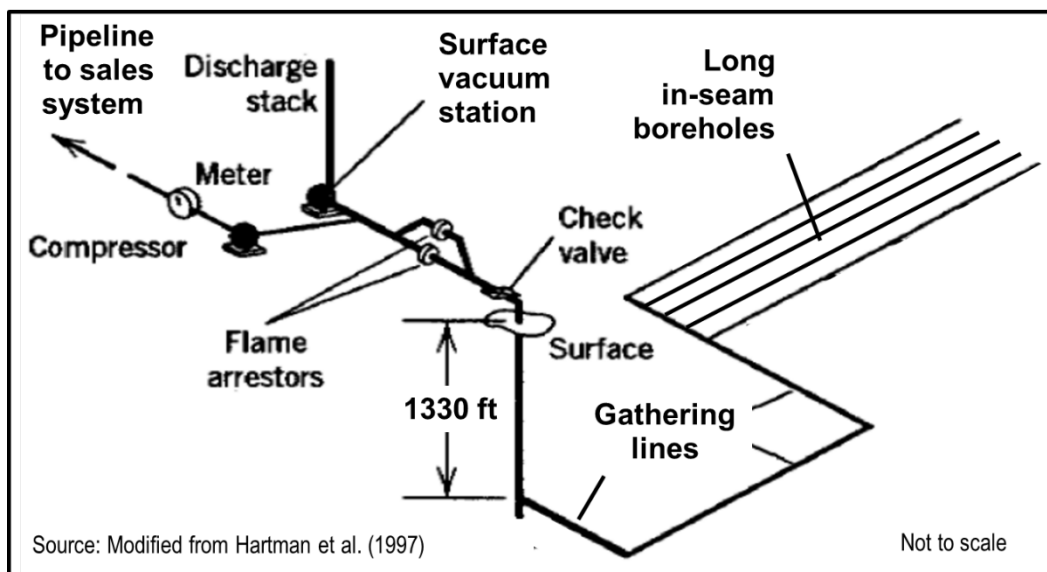 Pipeline
to sales
system
Discharge
stack
Surface
vacuum
station
Long
in-seam
boreholes
Meter
Compressor
Check
valve
Flame
arrestors
Surface
1330 ft
Gathering
lines
Source: Modified from Hartman et al. (1997)
Not to scale